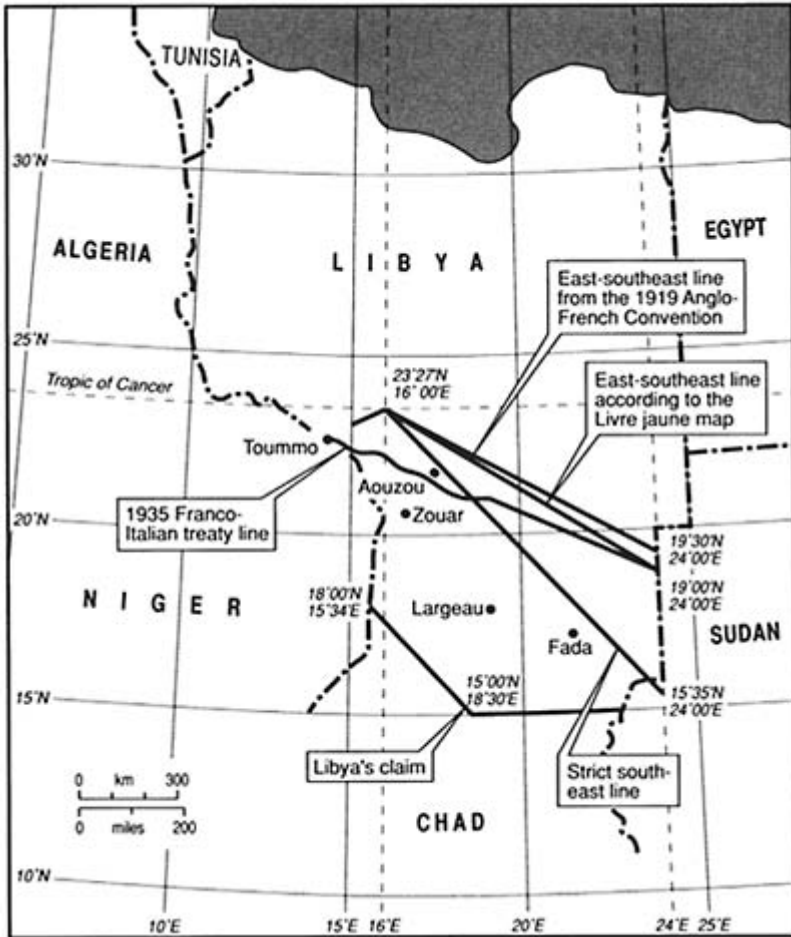 TUNISIA
30°N
ALGERIA
LIBYA
EGYPT
East-southeast line
from the 1919 Anglo-
French Convention
25°N
Tropic of Cancer
23°27'N
16°00'E
East-southeast line
according to the
Livre jaune map
Toummo
Aouzou
1935 Franco-
Italian treaty line
Zouar
20°N
19°30'N
24°00'E
19°00'N
24°00'E
NIGER
18°00'N
15°34'E
Largeau
SUDAN
Fada
15°N
15°00'N
18°30'E
15°35'N
24°00'E
Libya's claim
Strict south-
east line
0 km 300
0 miles 200
CHAD
10°N
10°E
15°E
16°E
20°E
24°E
25°E